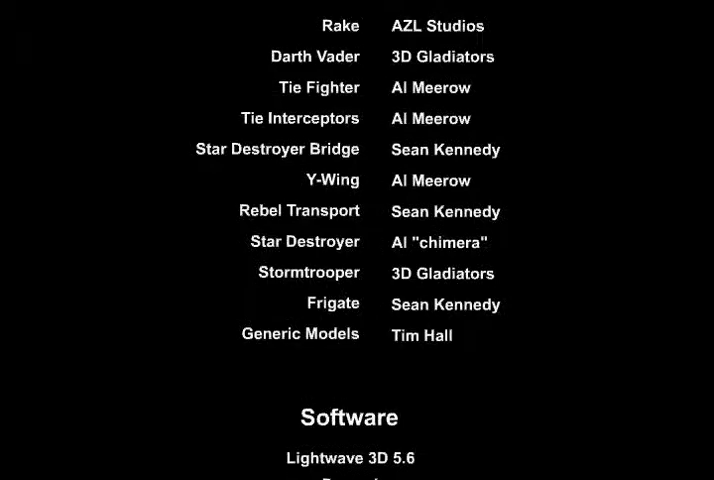 Rake AZL Studios
Darth Vader 3D Gladiators
Tie Fighter Al Meerow
Tie Interceptors Al Meerow
Star Destroyer Bridge Sean Kennedy
Y-Wing Al Meerow
Rebel Transport Sean Kennedy
Star Destroyer Al "chimera"
Stormtrooper 3D Gladiators
Frigate Sean Kennedy
Generic Models Tim Hall
Software
Lightwave 3D 5.6